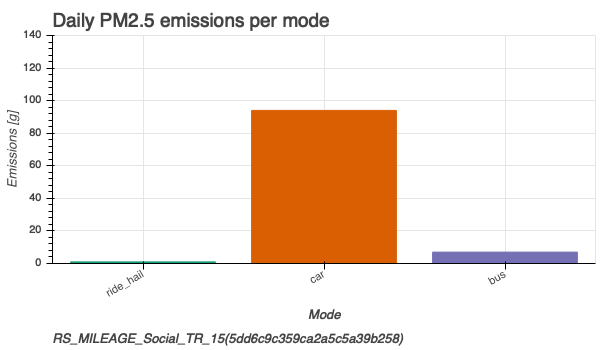 Daily PM2.5 emissions per mode
140
120
100
80
60
40
20
0
Emissions [g]
ride_hail
car
bus
Mode
RS_MILEAGE_Social_TR_15(5dd6c9c359ca2a5c5a39b258)